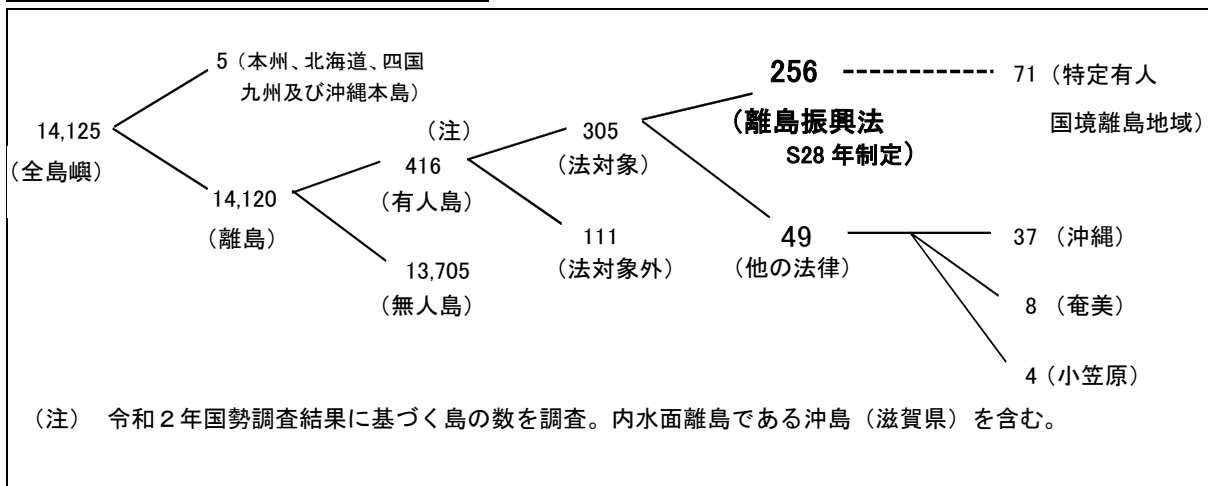 5（本州、北海道、四国
九州及び沖縄本島）
14,125
（全島嶼）
14,120
（離島）
（注）
416
（有人島）
13,705
（無人島）
305
（法対象）
111
（法対象外）
256
（離島振興法
S28 年制定）
49
（他の法律）
71（特定有人
国境離島地域）
37（沖縄）
8（奄美）
4（小笠原）
（注）　令和２年国勢調査結果に基づく島の数を調査。内水面離島である沖島（滋賀県）を含む。